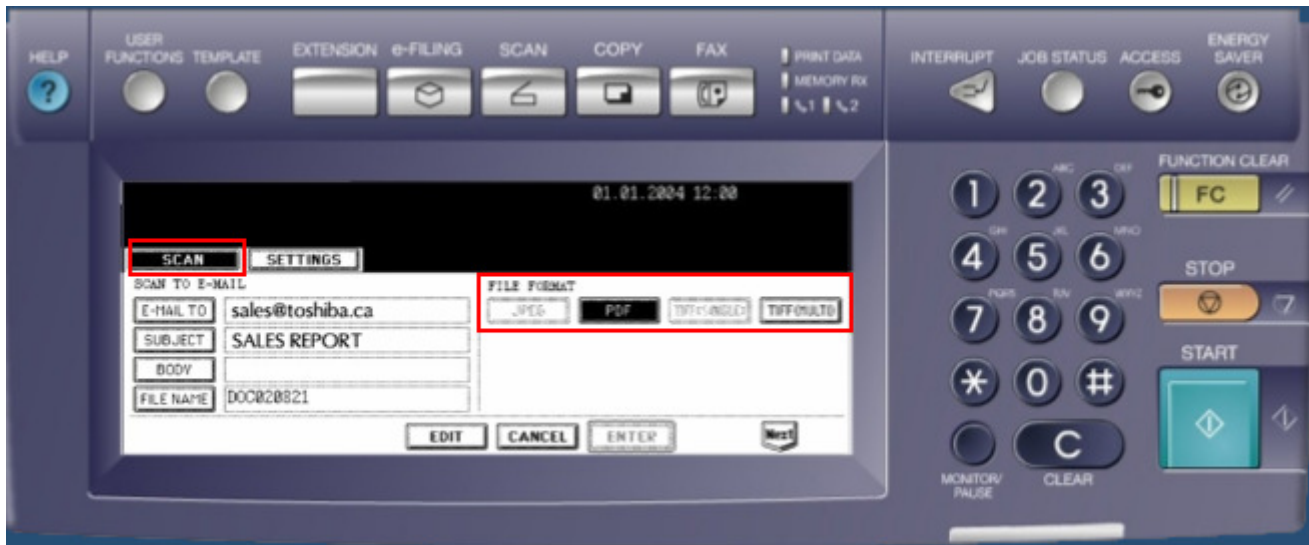 HELP
USER FUNCTIONS
TEMPLATE
EXTENSION
e-FILING
SCAN
COPY
FAX
PRINT DATA
MEMORY RX
1 2
INTERRUPT
JOB STATUS
ACCESS
ENERGY SAVER
?
01.01.2004 12:00
SCAN
SETTINGS
SCAN TO E-MAIL
E-MAIL TO
sales@toshiba.ca
SUBJECT
SALES REPORT
BODY
FILE NAME
DOC020821
FILE FORMAT
JPEG
PDF
TIFF(SINGLE)
TIFF(MULTI)
EDIT
CANCEL
ENTER
Next
1
ABC
2
DEF
3
GHI
4
JKL
5
MNO
6
PQRS
7
TUV
8
WXYZ
9
*
0
#
MONITOR/
PAUSE
C
CLEAR
FUNCTION CLEAR
FC
STOP
START